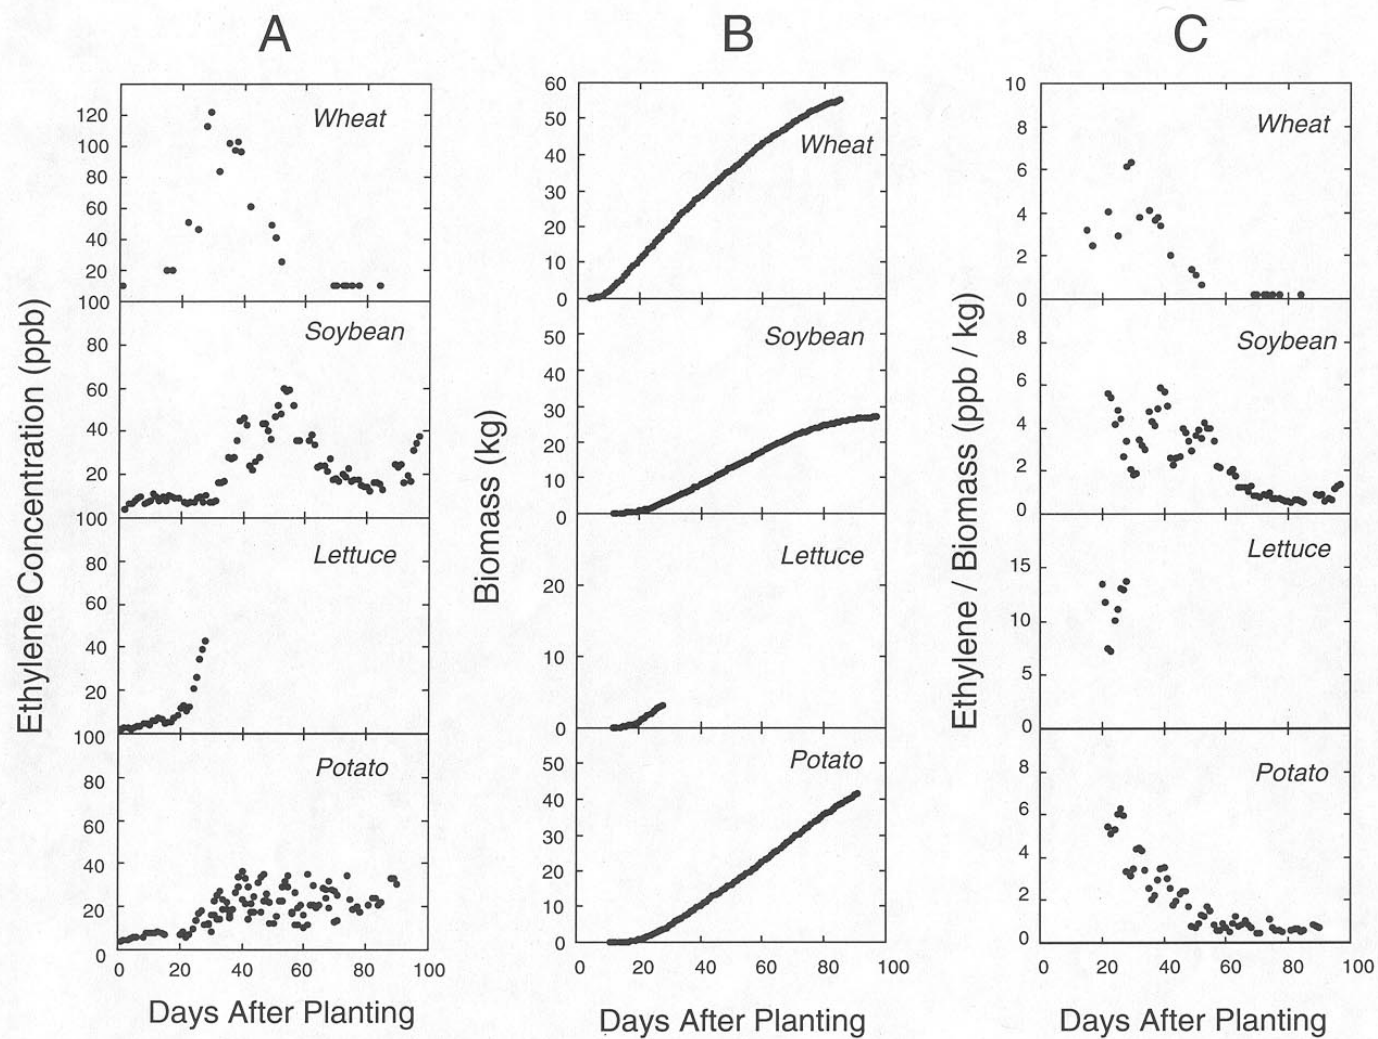 A
B
C
Ethylene Concentration (ppb)
120
100
80
60
40
20
Wheat
100
80
60
40
20
Soybean
100
80
60
40
20
Lettuce
100
80
60
40
20
0
Potato
0 20 40 60 80 100
Days After Planting
Biomass (kg)
60
50
40
30
20
10
0
Wheat
50
40
30
20
10
0
Soybean
20
10
0
Lettuce
50
40
30
20
10
0
Potato
0 20 40 60 80 100
Days After Planting
Ethylene / Biomass (ppb / kg)
10
8
6
4
2
0
Wheat
8
6
4
2
0
Soybean
15
10
5
0
Lettuce
8
6
4
2
0
Potato
0 20 40 60 80 100
Days After Planting